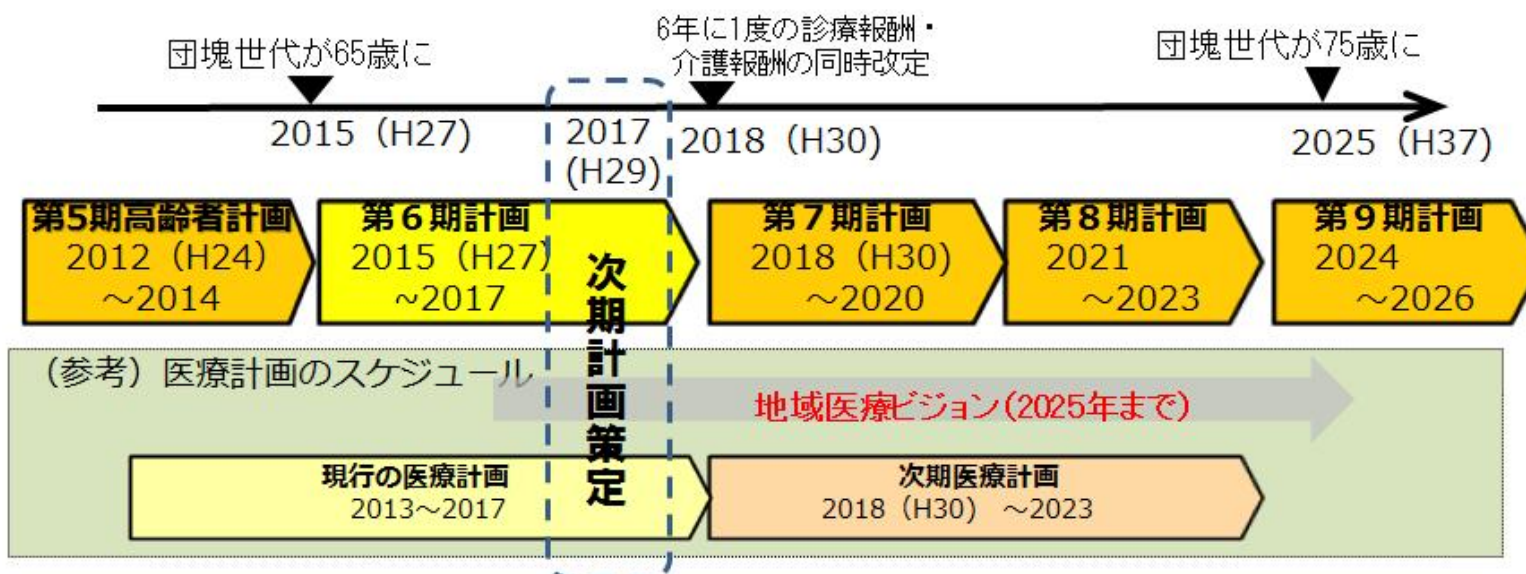 団塊世代が65歳に
6年に1度の診療報酬・
介護報酬の同時改定
団塊世代が75歳に
2015（H27）
2017
(H29)
2018（H30）
2025（H37）
第5期高齢者計画
2012（H24）
～2014
第６期計画
2015（H27）
~2017
第７期計画
2018（H30）
～2020
第８期計画
2021
～2023
第９期計画
2024
～2026
次期計画策定
（参考）医療計画のスケジュール
地域医療ビジョン(2025年まで)
現行の医療計画
2013～2017
次期医療計画
2018（H30） ～2023